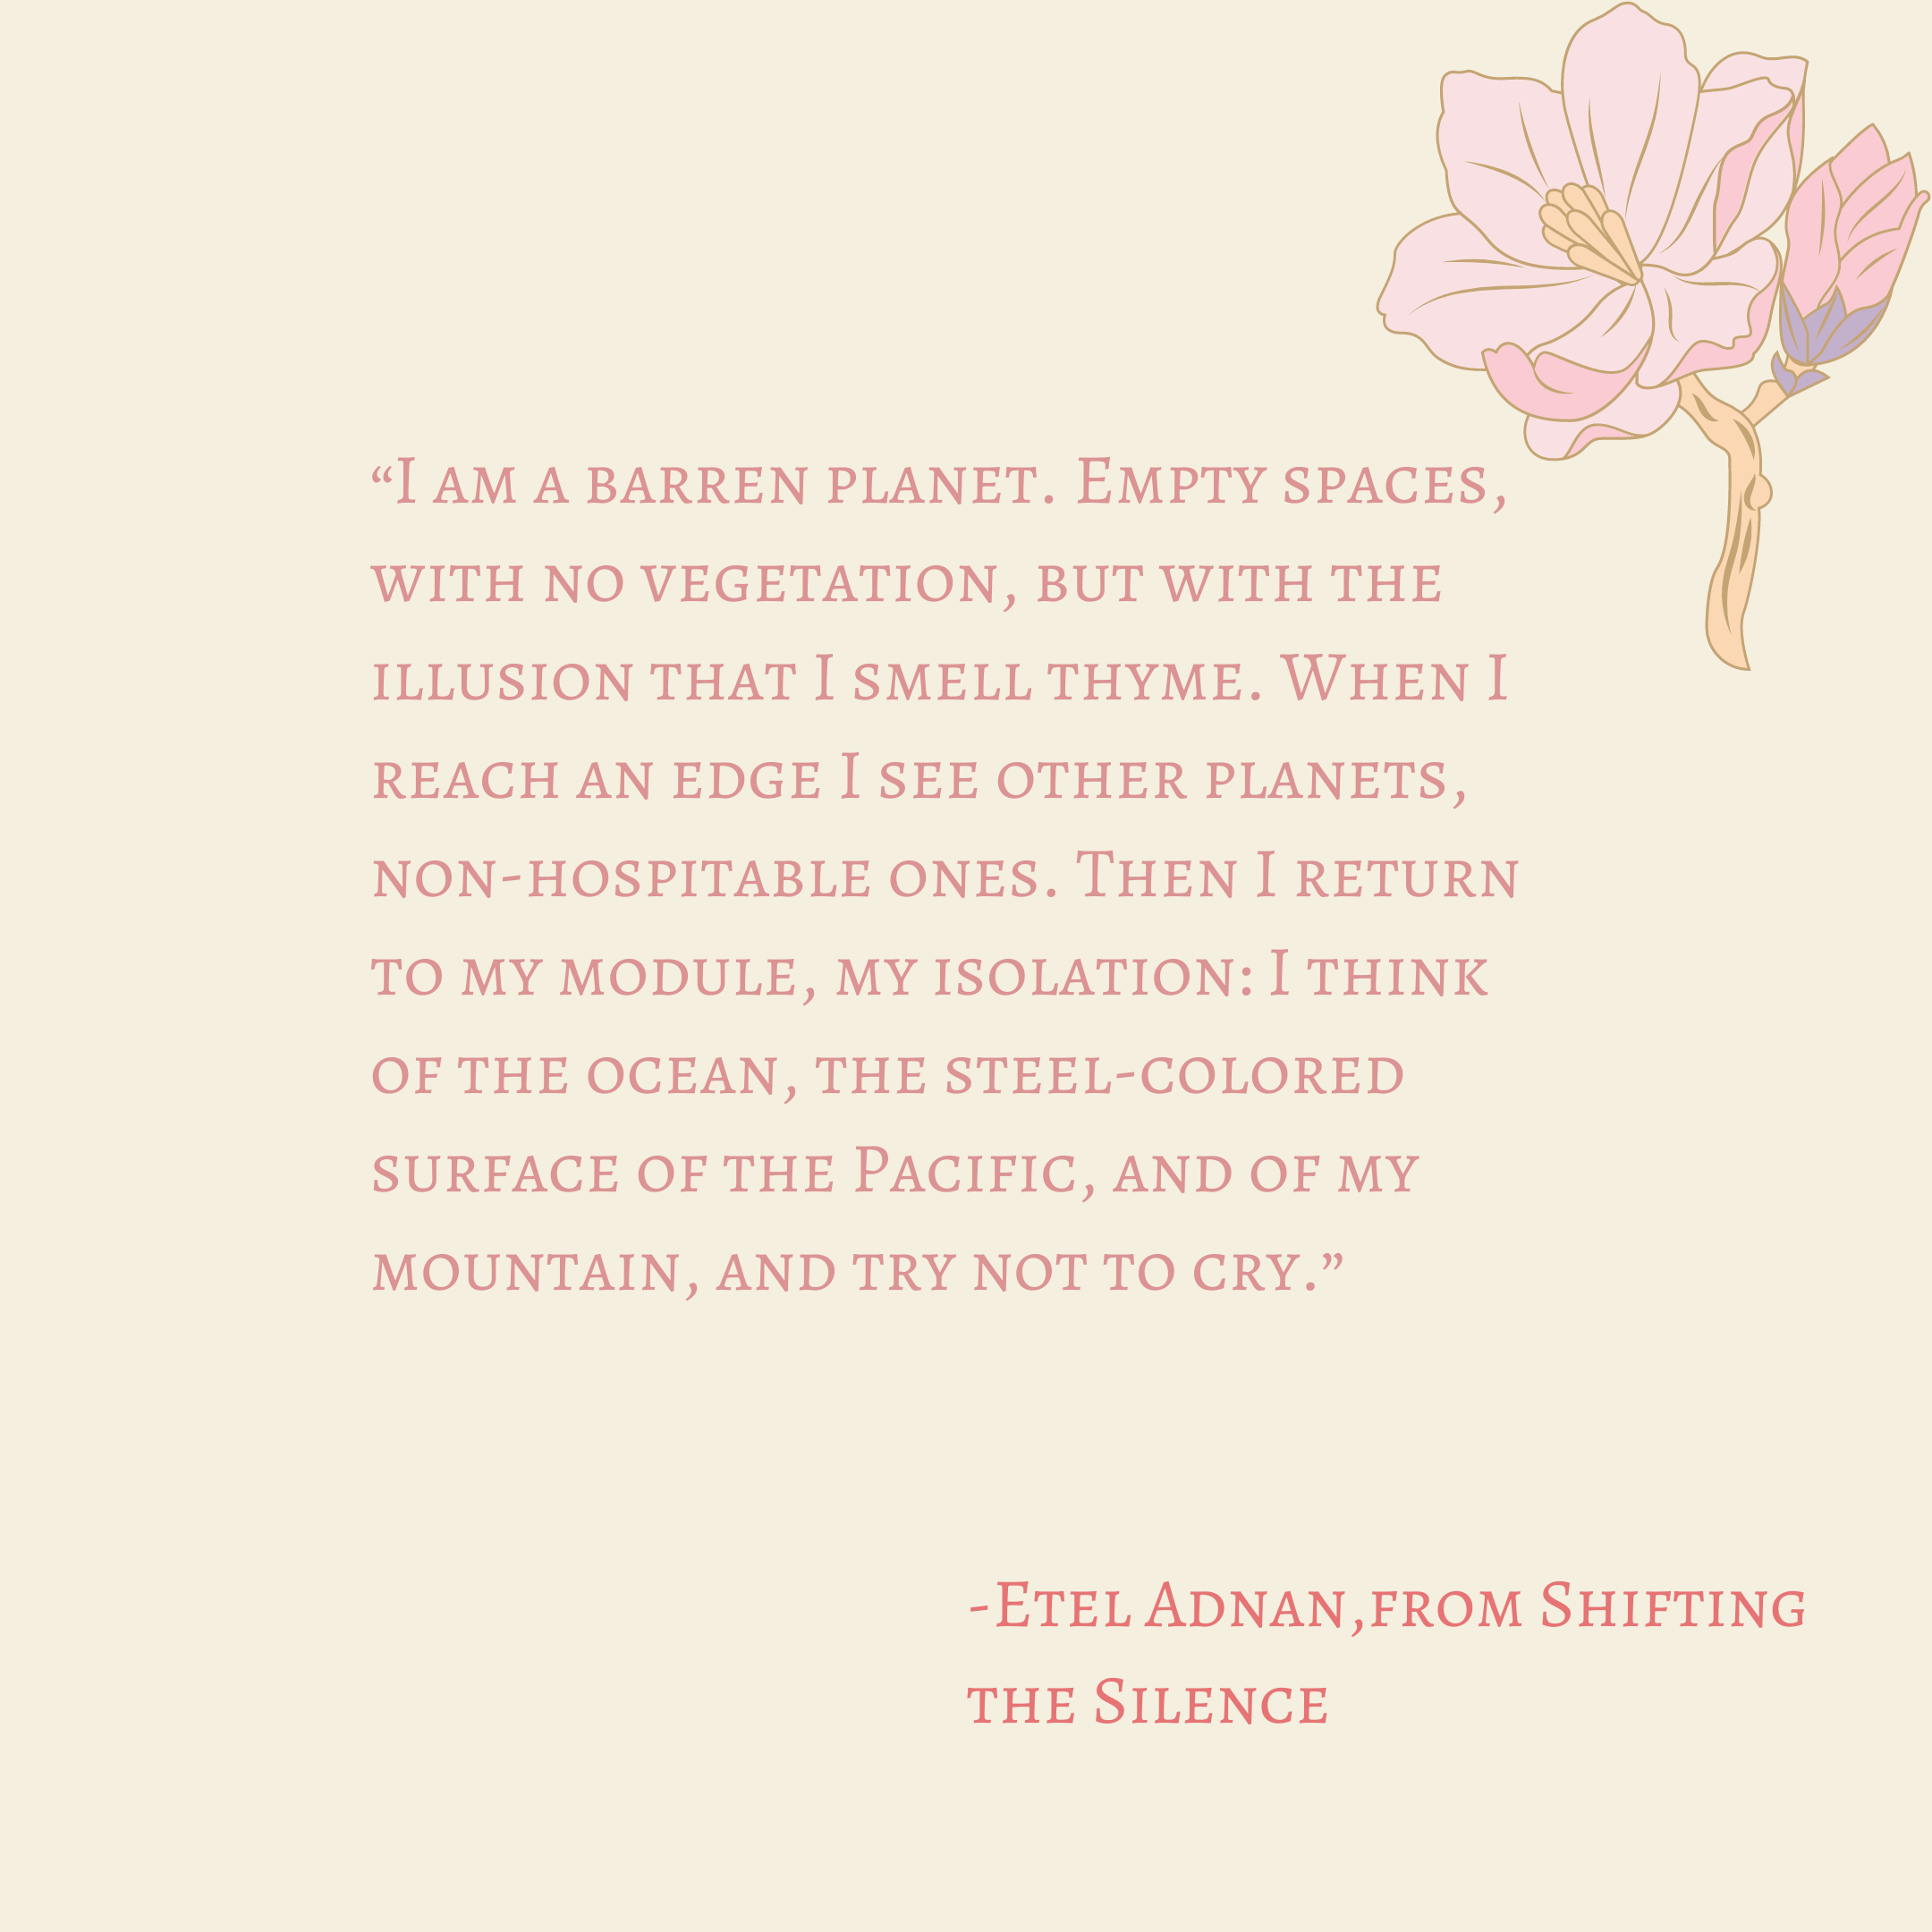 “I am a barren planet. Empty spaces,
with no vegetation, but with the
illusion that I smell thyme. When I
reach an edge I see other planets,
non-hospitable ones. Then I return
to my module, my isolation: I think
of the ocean, the steel-colored
surface of the Pacific, and of my
mountain, and try not to cry.”
-Etel Adnan,from Shifting
the Silence